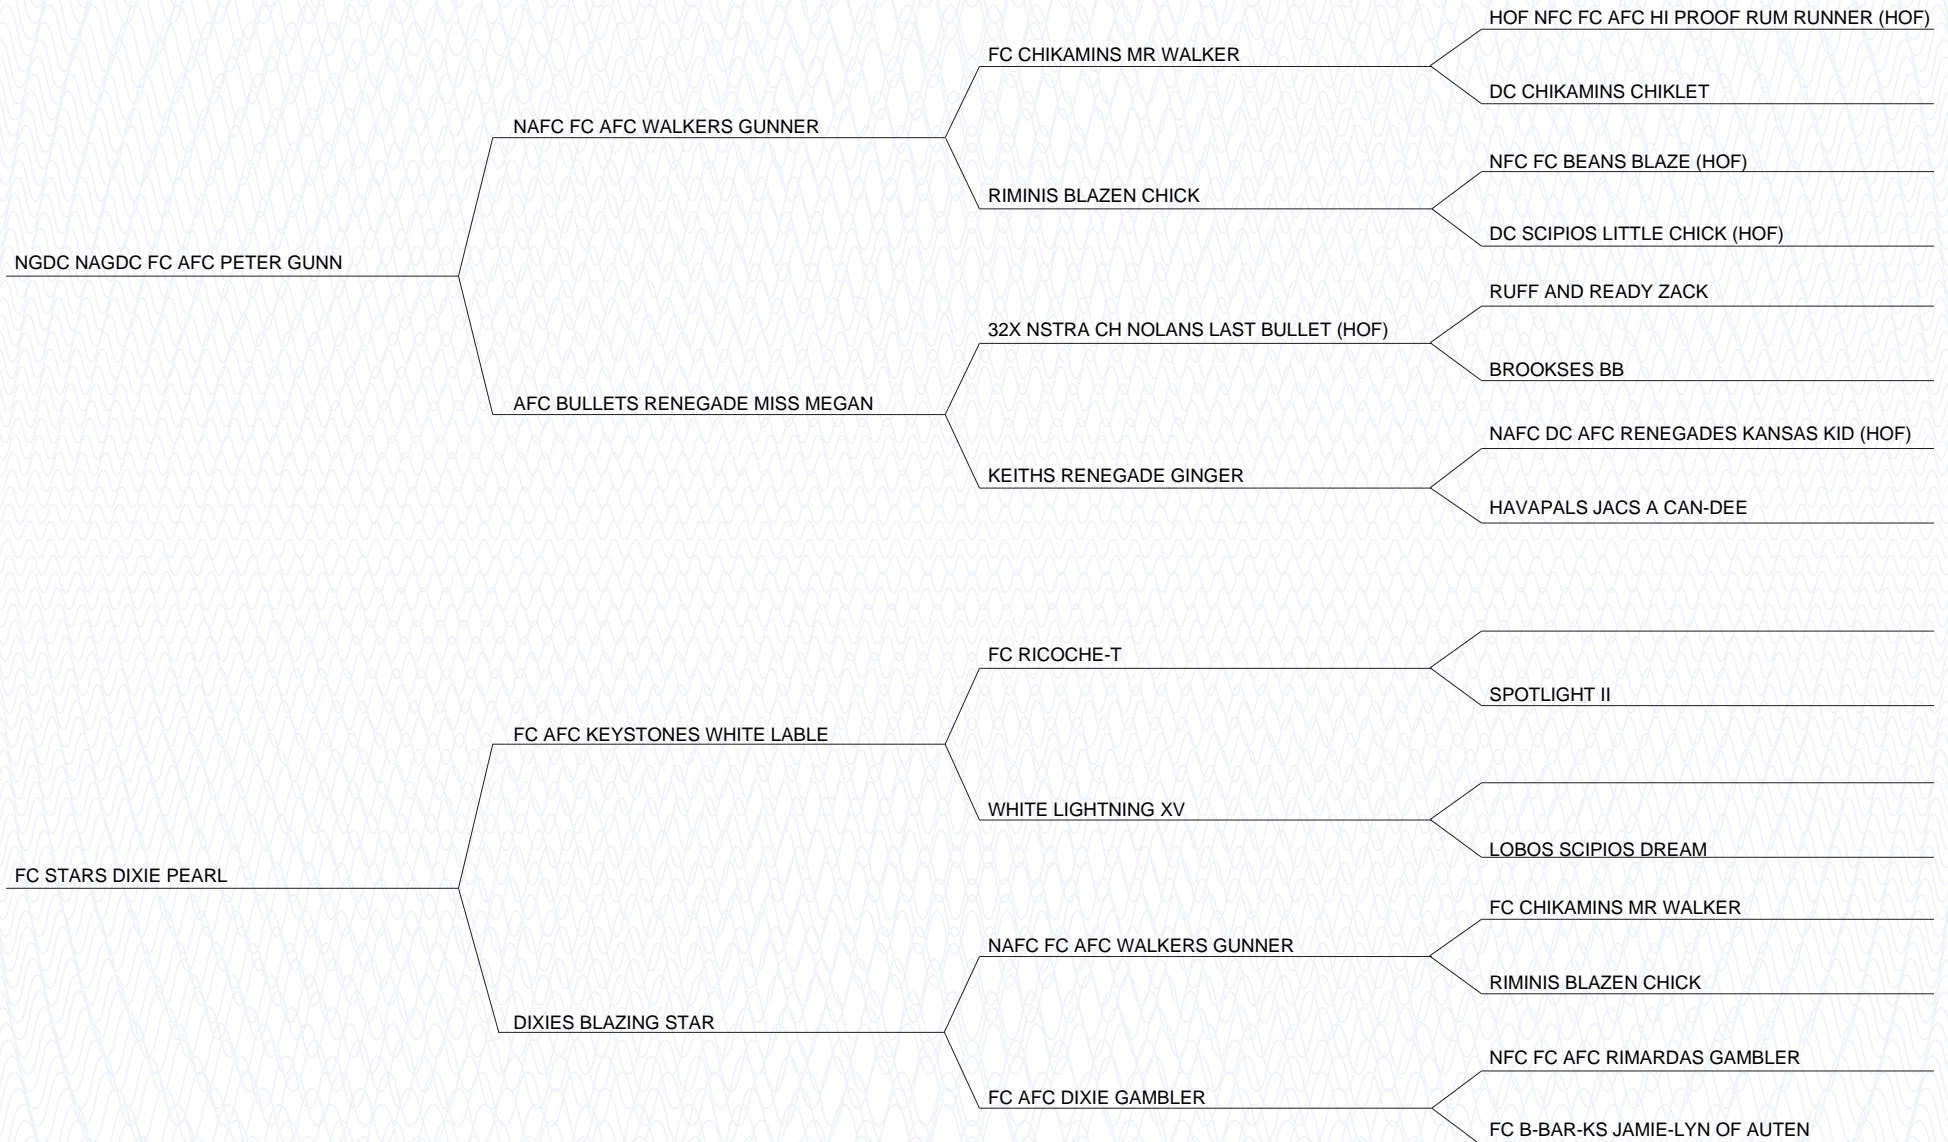 HOF NFC FC AFC HI PROOF RUM RUNNER (HOF)
FC CHIKAMINS MR WALKER
DC CHIKAMINS CHIKLET
NAFC FC AFC WALKERS GUNNER
NFC FC BEANS BLAZE (HOF)
RIMINIS BLAZEN CHICK
DC SCIPIOS LITTLE CHICK (HOF)
NGDC NAGDC FC AFC PETER GUNN
RUFF AND READY ZACK
32X NSTRA CH NOLANS LAST BULLET (HOF)
BROOKSES BB
AFC BULLETS RENEGADE MISS MEGAN
NAFC DC AFC RENEGADES KANSAS KID (HOF)
KEITHS RENEGADE GINGER
HAVAPALS JACS A CAN-DEE
FC RICOCHE-T
SPOTLIGHT II
FC AFC KEYSTONES WHITE LABLE
WHITE LIGHTNING XV
LOBOS SCIPIOS DREAM
FC STARS DIXIE PEARL
FC CHIKAMINS MR WALKER
NAFC FC AFC WALKERS GUNNER
RIMINIS BLAZEN CHICK
DIXIES BLAZING STAR
NFC FC AFC RIMARDAS GAMBLER
FC AFC DIXIE GAMBLER
FC B-BAR-KS JAMIE-LYN OF AUTEN